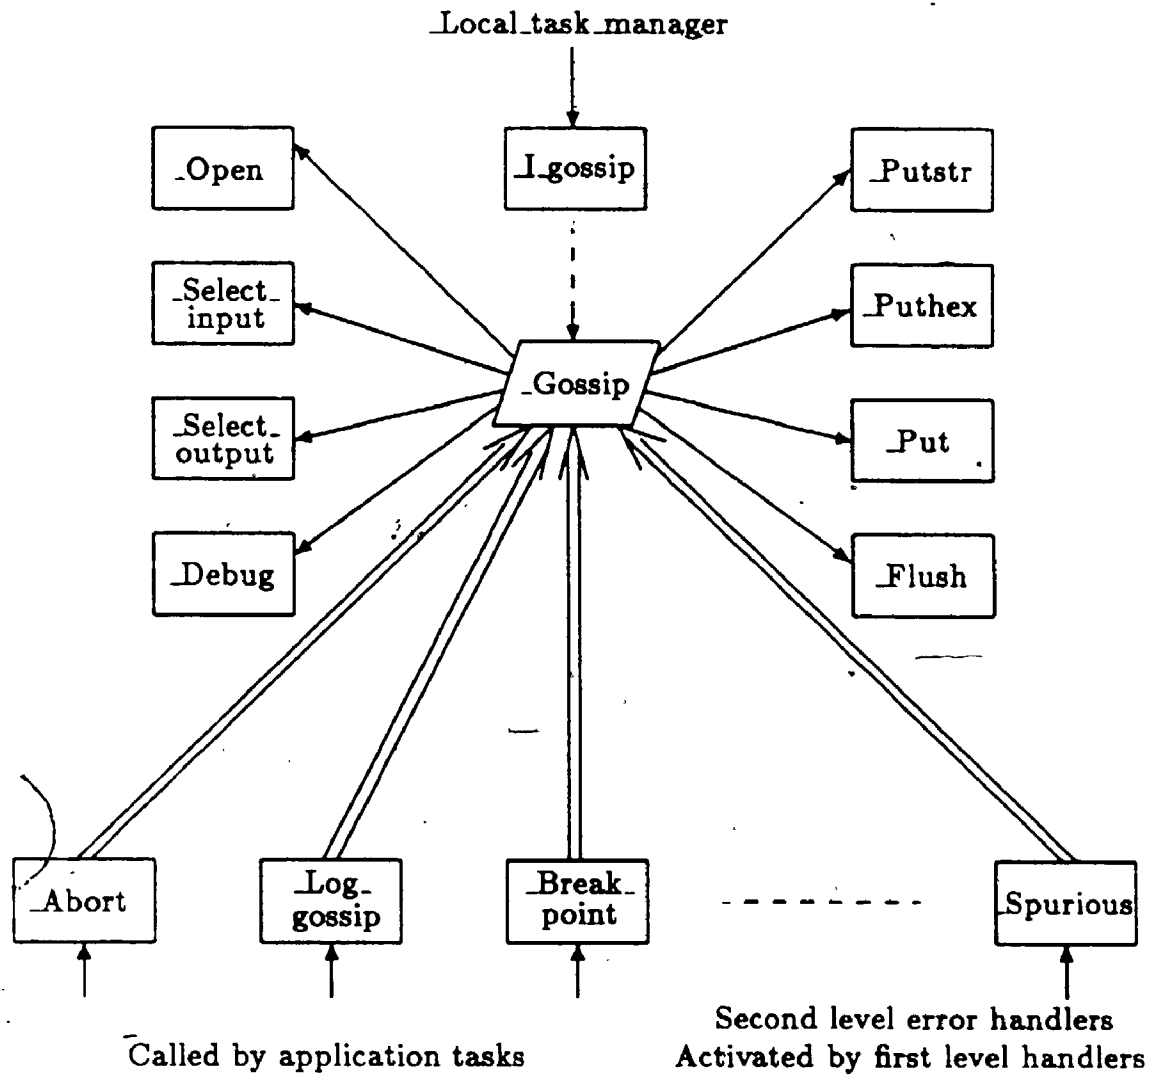 _Local_task_manager
_Open
_I_gossip
_Putstr
_Select_
input
_Puthex
_Gossip
_Select_
output
_Put
_Debug
_Flush
_Abort
_Log_
gossip
_Break_
point
_Spurious
Second level error handlers
Called by application tasks
Activated by first level handlers